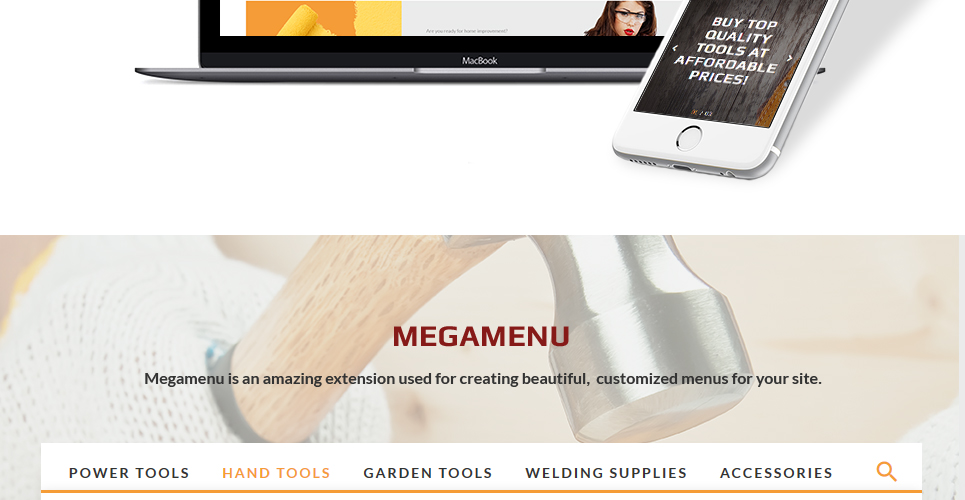 Are you ready for home improvement?
MacBook
BUY TOP
QUALITY
TOOLS AT
AFFORDABLE
PRICES!
/ 03
MEGAMENU
Megamenu is an amazing extension used for creating beautiful,  customized menus for your site.
POWER TOOLS HAND TOOLS GARDEN TOOLS WELDING SUPPLIES ACCESSORIES